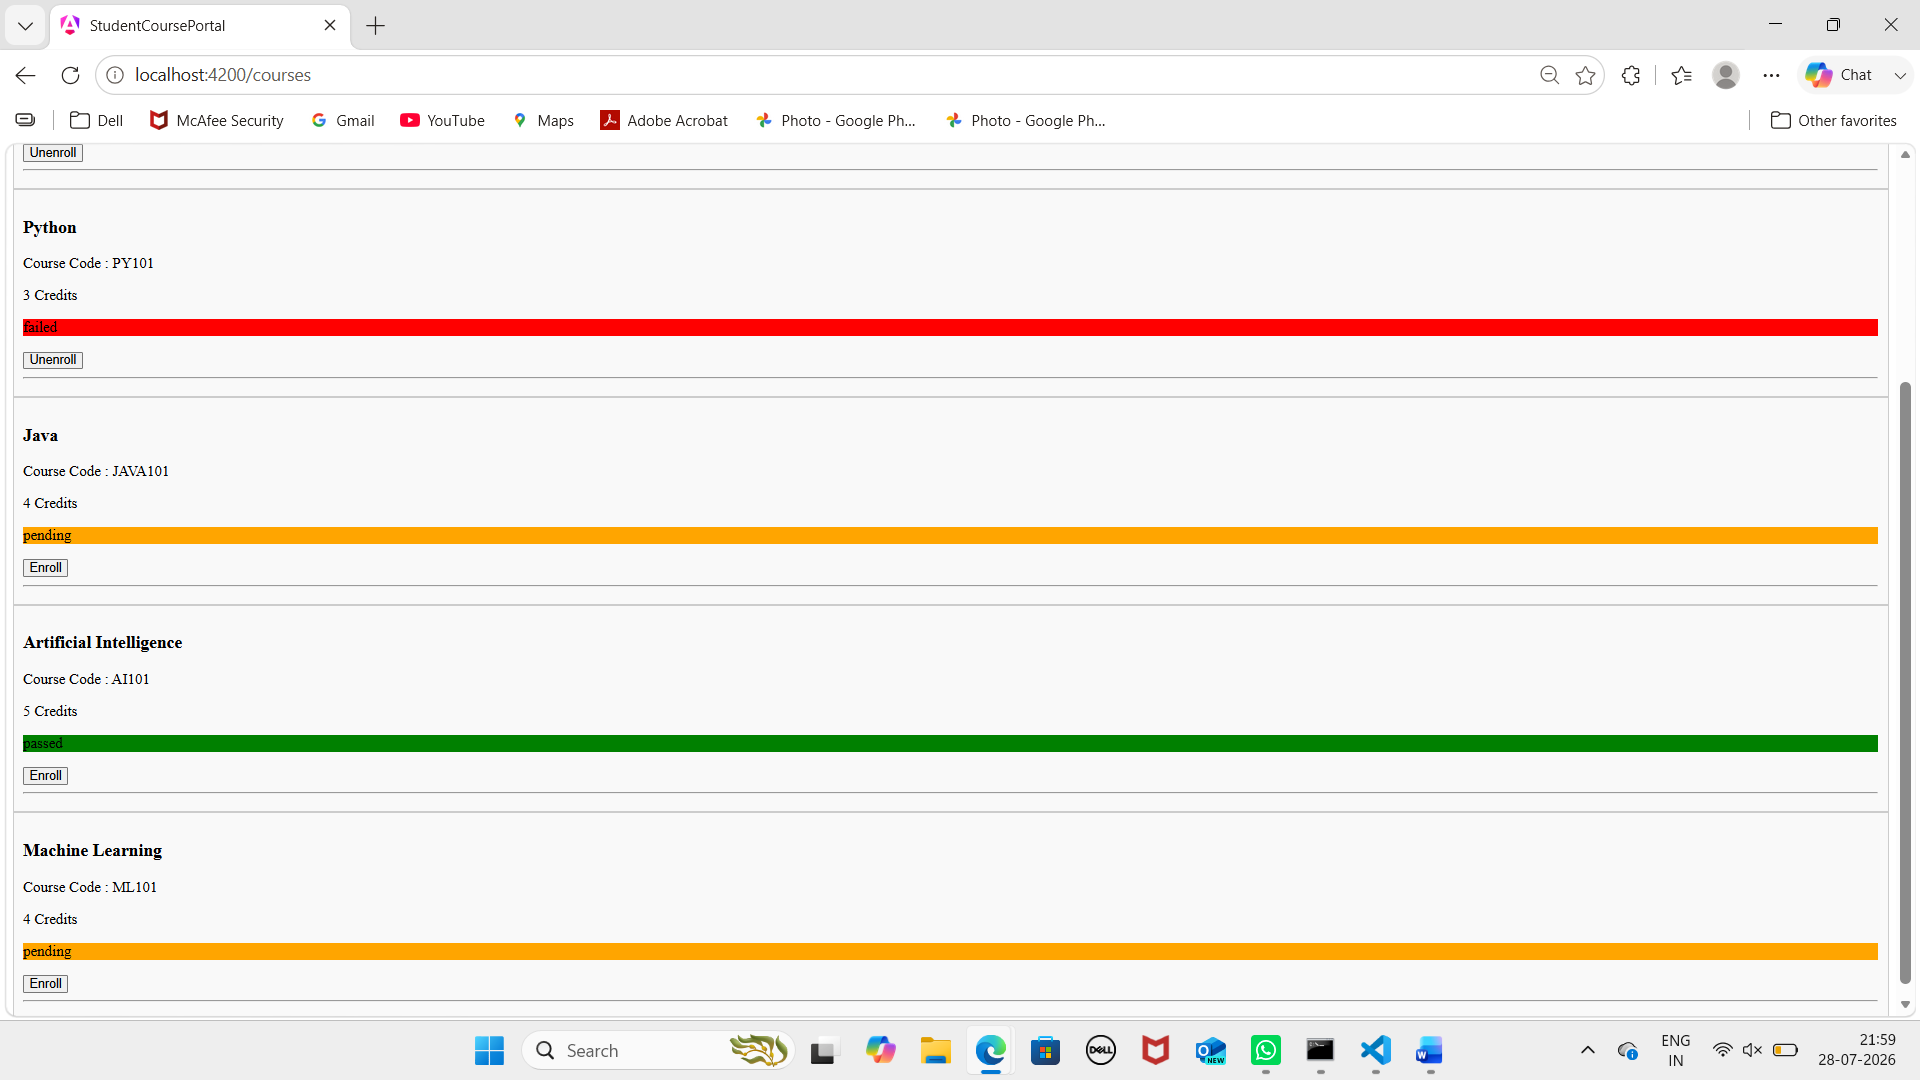 StudentCoursePortal
localhost:4200/courses
Chat
Dell
McAfee Security
Gmail
YouTube
Maps
Adobe Acrobat
Photo - Google Ph...
Photo - Google Ph...
Other favorites
Unenroll
Python
Course Code : PY101
3 Credits
failed
Unenroll
Java
Course Code : JAVA101
4 Credits
pending
Enroll
Artificial Intelligence
Course Code : AI101
5 Credits
passed
Enroll
Machine Learning
Course Code : ML101
4 Credits
pending
Enroll
Search
DELL
NEW
W
ENG
IN
21:59
28-07-2026